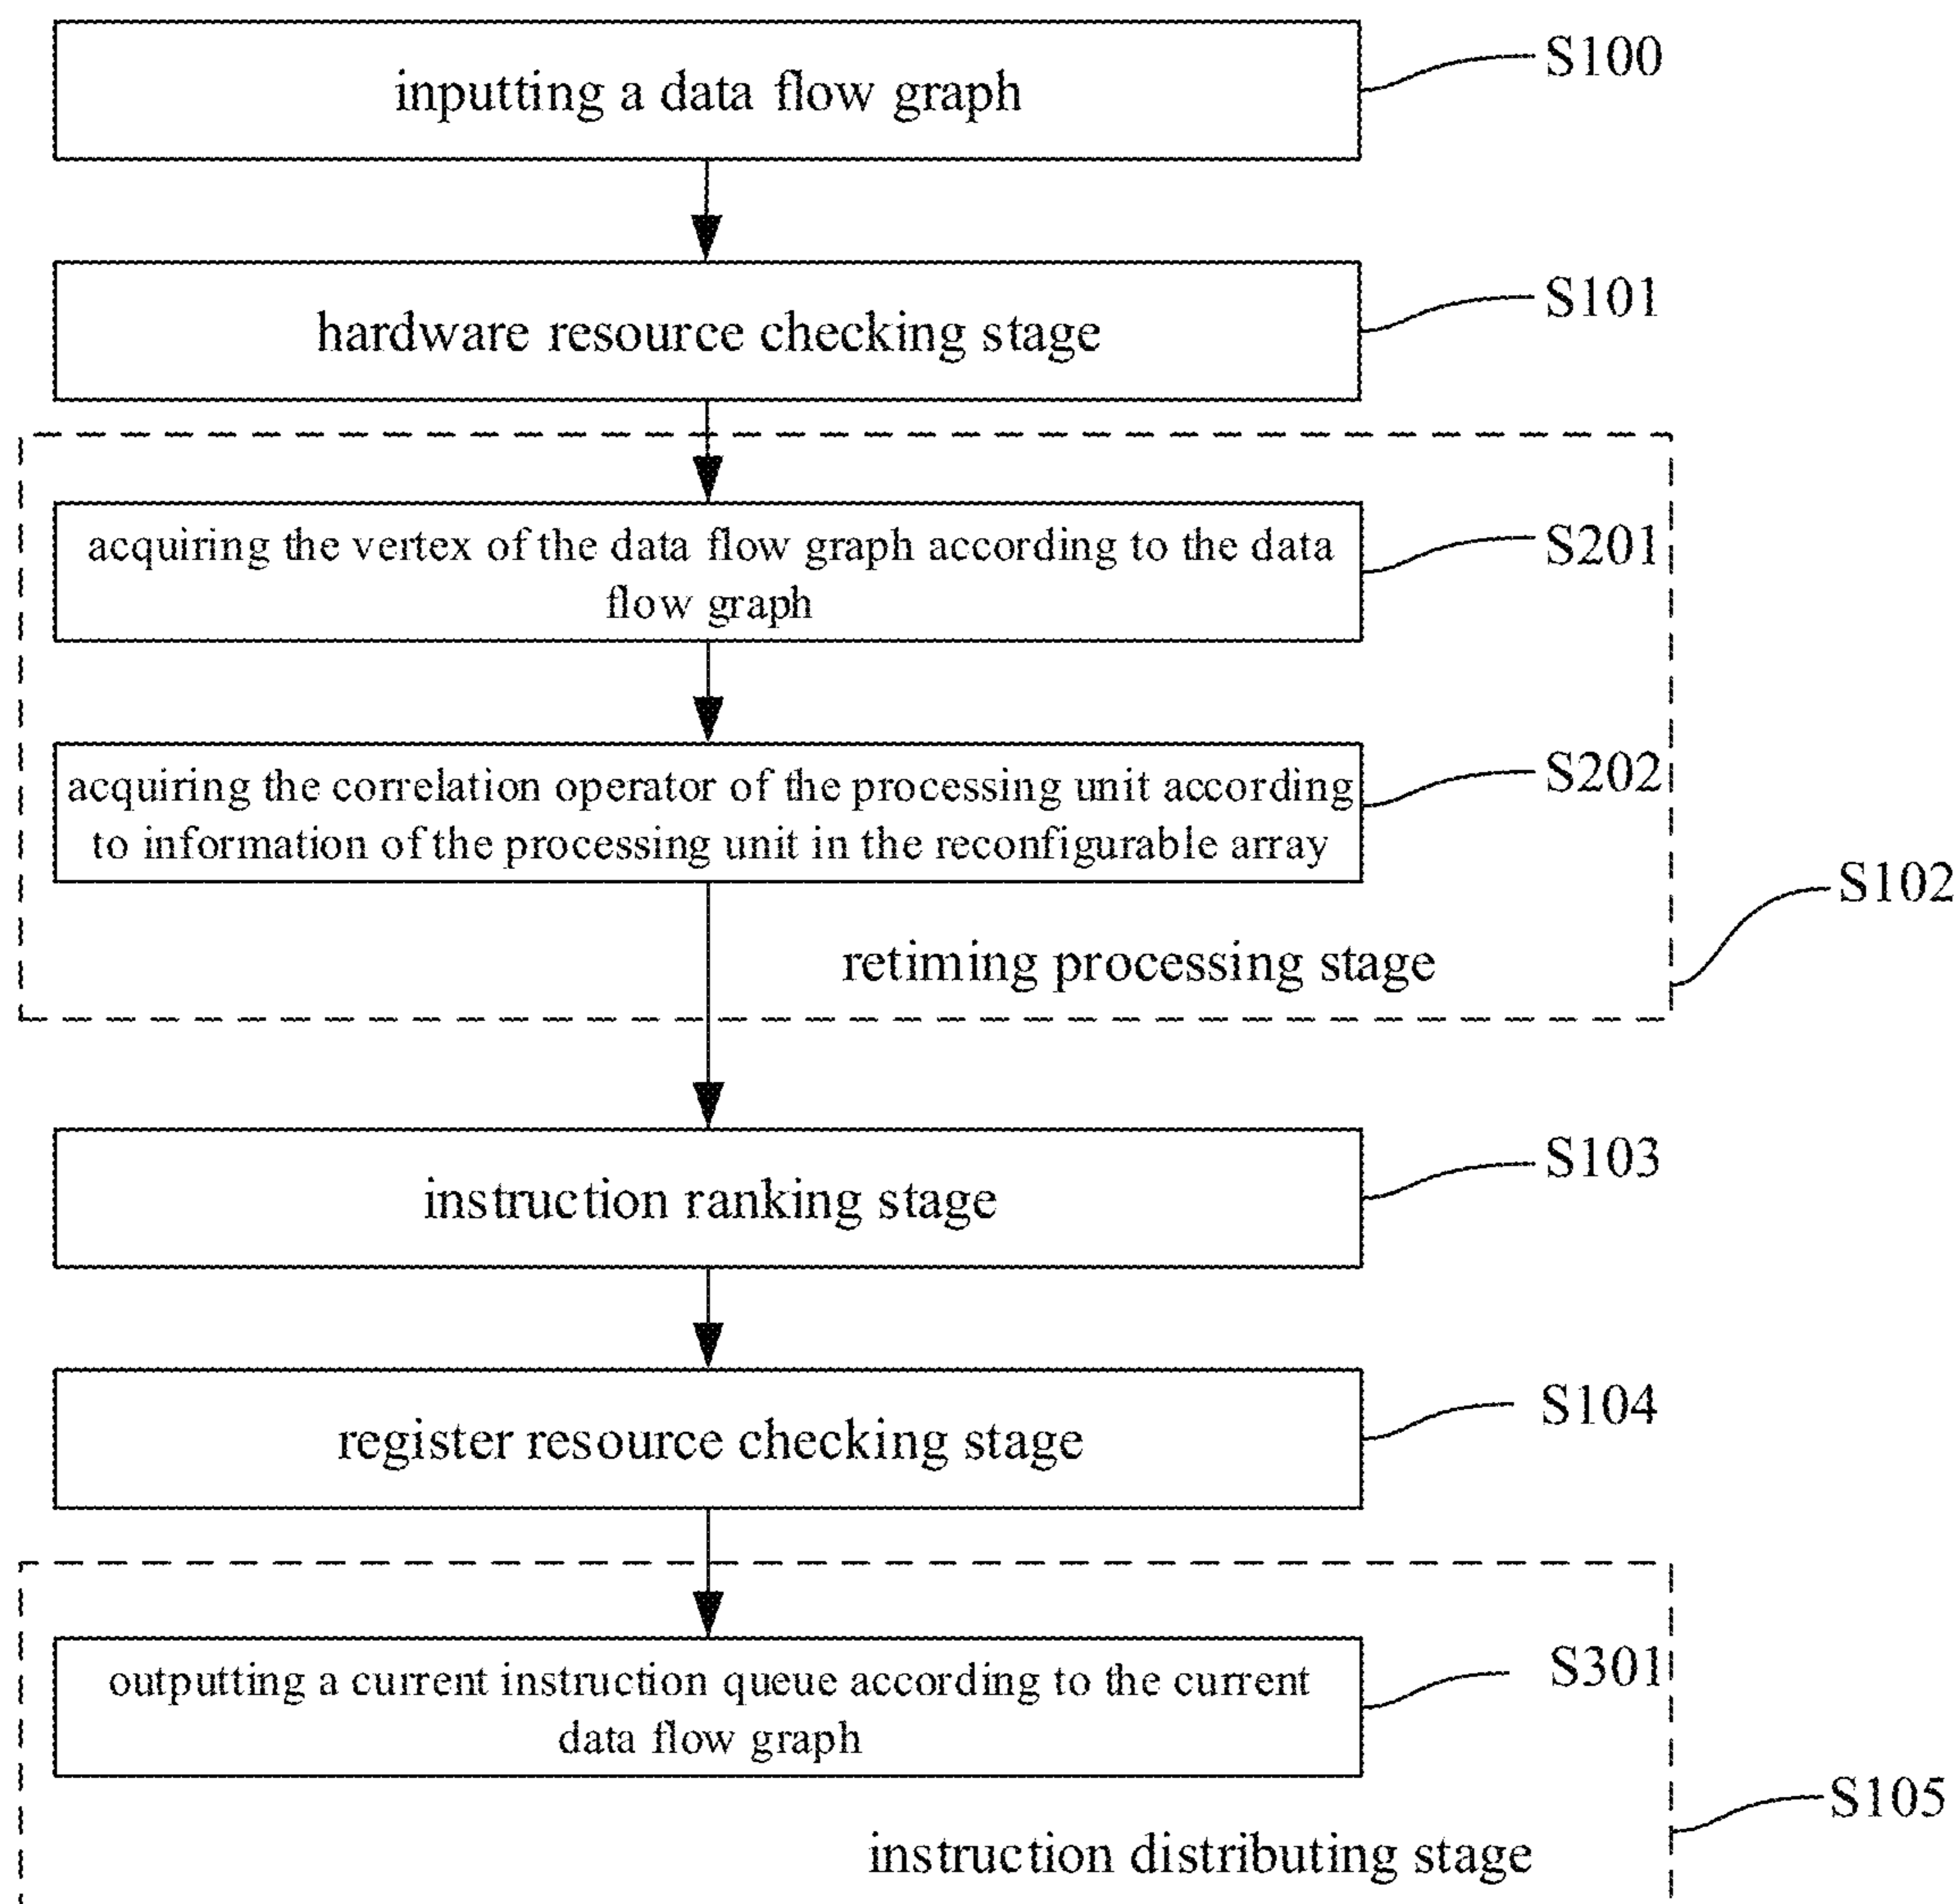 inputting a data flow graph
S100
hardware resource checking stage
S101
acquiring the vertex of the data flow graph according to the data
flow graph
S201
acquiring the correlation operator of the processing unit according
to information of the processing unit in the reconfigurable array
S202
retiming processing stage
S102
instruction ranking stage
S103
register resource checking stage
S104
outputting a current instruction queue according to the current
data flow graph
S301
instruction distributing stage
S105